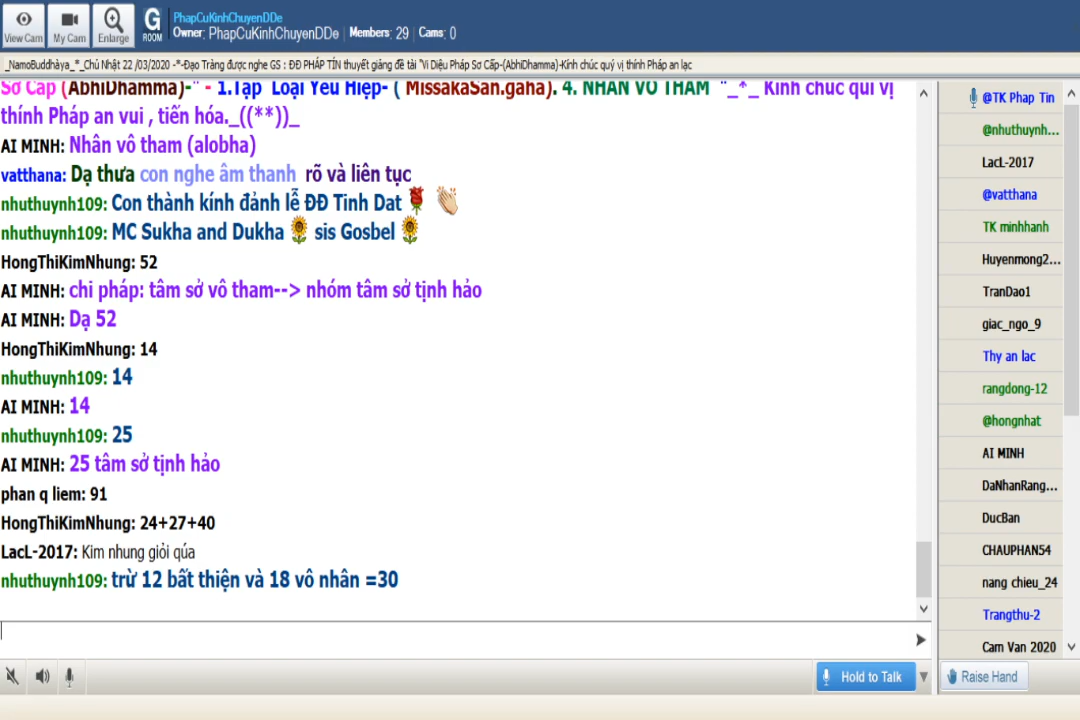 View Cam
My Cam
Enlarge
G
ROOM
PhapCuKinhChuyenDDe
Owner: PhapCuKinhChuyenDDe | Members: 29 | Cams: 0
_NamoBuddhàya_*_Chủ Nhật 22 /03/2020 -*-Đạo Tràng được nghe GS : ĐĐ PHÁP TÍN thuyết giảng đề tài "Vi Diệu Pháp Sơ Cấp-(AbhiDhamma)-Kính chúc quý vị thính Pháp an lạc
Sơ Cấp (AbhiDhamma)-" - 1.Tập Loại Yếu Hiệp- ( MissakaSan.gaha). 4. NHÂN VÔ THAM "_*_ Kính chúc quí vị
thính Pháp an vui , tiến hóa._((**))_
AI MINH: Nhân vô tham (alobha)
vatthana: Dạ thưa con nghe âm thanh rõ và liên tục
nhuthuynh109: Con thành kính đảnh lễ ĐĐ Tinh Dat
nhuthuynh109: MC Sukha and Dukha sis Gosbel
HongThiKimNhung: 52
AI MINH: chi pháp: tâm sở vô tham--> nhóm tâm sở tịnh hảo
AI MINH: Dạ 52
HongThiKimNhung: 14
nhuthuynh109: 14
AI MINH: 14
nhuthuynh109: 25
AI MINH: 25 tâm sở tịnh hảo
phan q liem: 91
HongThiKimNhung: 24+27+40
LacL-2017: Kim nhung giỏi qúa
nhuthuynh109: trừ 12 bất thiện và 18 vô nhân =30
@TK Phap Tin
@nhuthuynh...
LacL-2017
@vatthana
TK minhhanh
Huyenmong2...
TranDao1
giac_ngo_9
Thy an lac
rangdong-12
@hongnhat
AI MINH
DaNhanRang...
DucBan
CHAUPHAN54
nang chieu_24
Trangthu-2
Cam Van 2020
Hold to Talk
Raise Hand